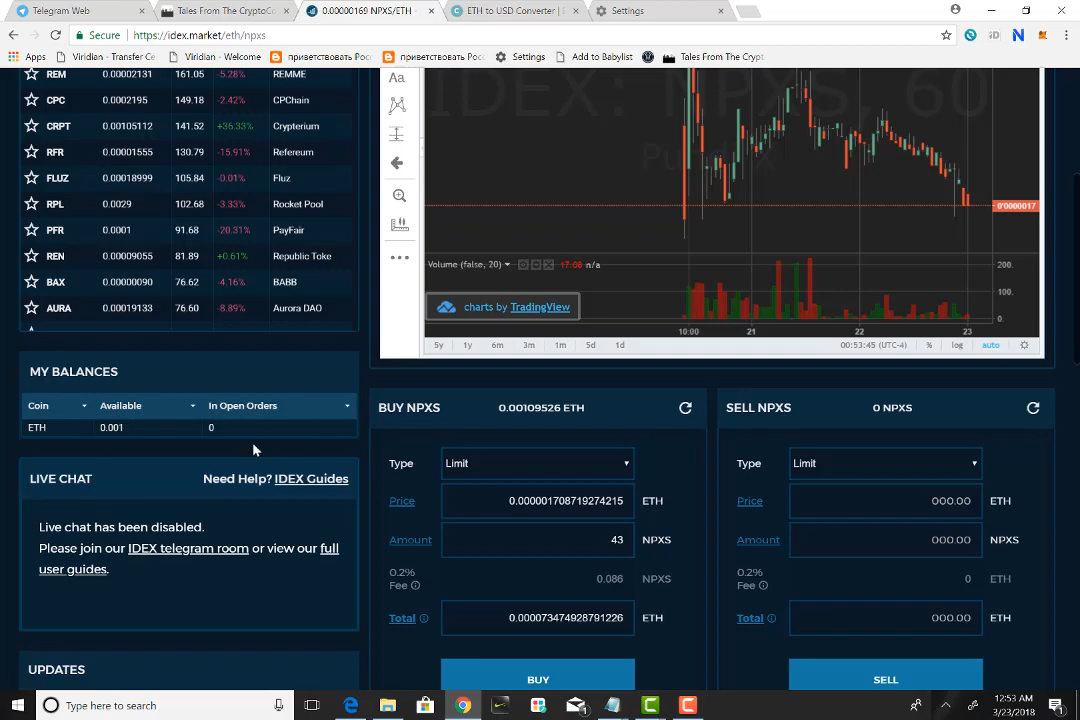 Telegram Web
Tales From The CryptoCo
0.00000169 NPXS/ETH
ETH to USD Converter |
Settings
Secure https://idex.market/eth/npxs
Apps Viridian - Transfer Ce Viridian - Welcome приветствовать Росс приветствовать Росс Settings Add to Babylist Tales From The Crypt
REM 0.00002131 161.05 -5.28% REMME
CPC 0.0002195 149.18 -2.42% CPChain
CRPT 0.00105112 141.52 +36.33% Crypterium
RFR 0.00001555 130.79 -15.91% Refereum
FLUZ 0.00018999 105.84 -0.01% Fluz
RPL 0.0029 102.68 -3.33% Rocket Pool
PFR 0.0001 91.68 -20.31% PayFair
REN 0.00009055 81.89 +0.61% Republic Toke
BAX 0.00000090 76.62 -4.16% BABB
AURA 0.00019133 76.60 -8.89% Aurora DAO
Aa
IDEX: NPXS, 60
0.0000017
Volume (false, 20) 17.08 n/a
200.
100.
0.
charts by TradingView
10:00 21 22 23
5y 1y 6m 3m 1m 5d 1d 00:53:45 (UTC-4) % log auto
MY BALANCES
Coin Available In Open Orders
ETH 0.001 0
LIVE CHAT Need Help? IDEX Guides
Live chat has been disabled.
Please join our IDEX telegram room or view our full
user guides.
UPDATES
BUY NPXS 0.00109526 ETH
Type Limit
Price 0.000001708719274215 ETH
Amount 43 NPXS
0.2%
Fee 0.086 NPXS
Total 0.00007347492879‎1226 ETH
BUY
SELL NPXS 0 NPXS
Type Limit
Price 000.00 ETH
Amount 000.00 NPXS
0.2%
Fee 0 ETH
Total 000.00 ETH
SELL
Type here to search
12:53 AM
3/23/2018